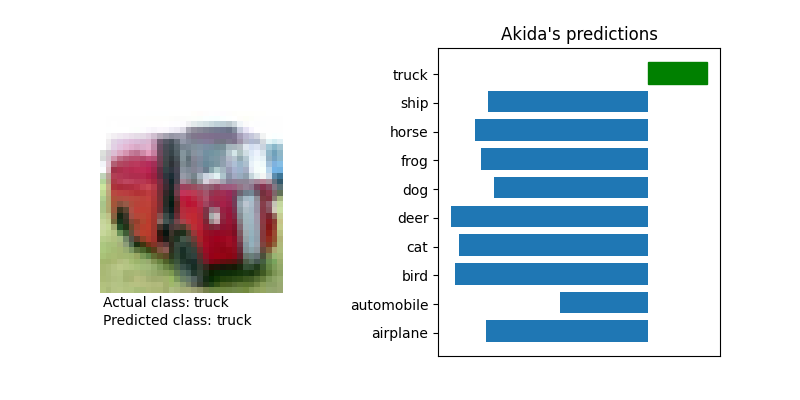 Akida's predictions
truck
ship
horse
frog
dog
deer
cat
bird
automobile
airplane
Actual class: truck
Predicted class: truck